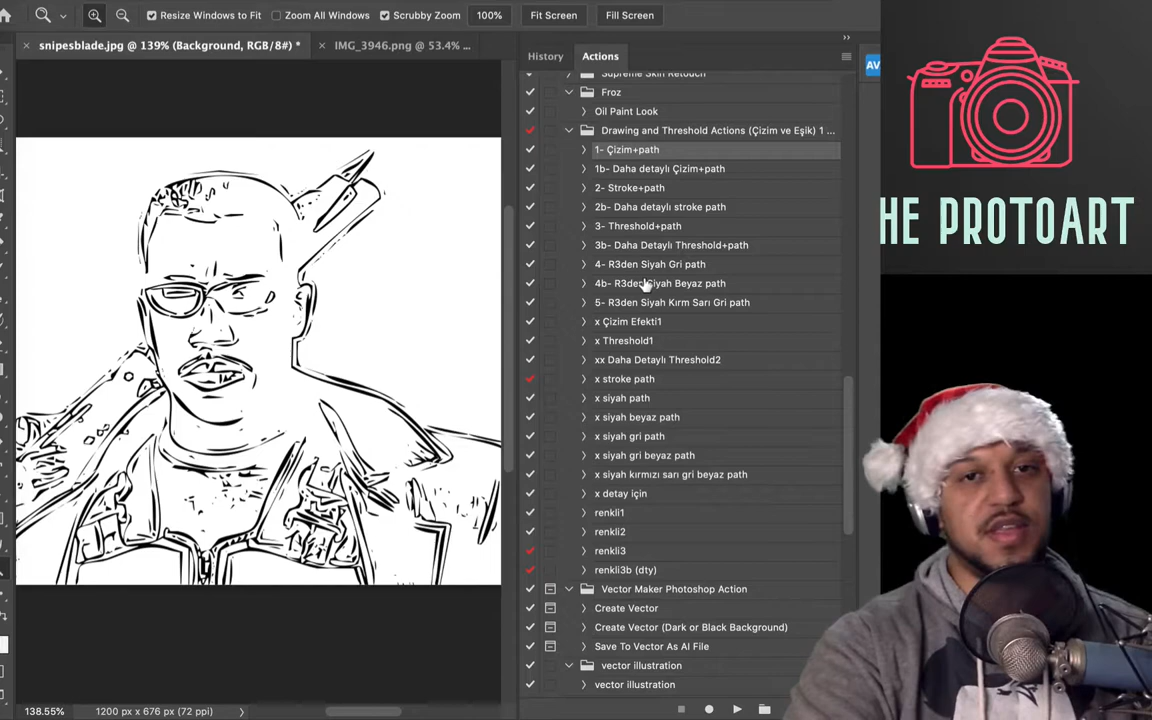 Resize Windows to Fit Zoom All Windows Scrubby Zoom 100% Fit Screen Fill Screen
snipesblade.jpg @ 139% (Background, RGB/8#) * IMG_3946.png @ 53.4% ...
History Actions
AV
Supreme Skin Retouch
Froz
Oil Paint Look
Drawing and Threshold Actions (Çizim ve Eşik) 1 ...
1- Çizim+path
1b- Daha detaylı Çizim+path
2- Stroke+path
2b- Daha detaylı stroke path
3- Threshold+path
3b- Daha Detaylı Threshold+path
4- R3den Siyah Gri path
4b- R3den Siyah Beyaz path
5- R3den Siyah Kırm Sarı Gri path
x Çizim Efekti1
x Threshold1
xx Daha Detaylı Threshold2
x stroke path
x siyah path
x siyah beyaz path
x siyah gri path
x siyah gri beyaz path
x siyah kırmızı sarı gri beyaz path
x detay için
renkli1
renkli2
renkli3
renkli3b (dty)
Vector Maker Photoshop Action
Create Vector
Create Vector (Dark or Black Background)
Save To Vector As AI File
vector illustration
vector illustration
138.55% 1200 px x 676 px (72 ppi)
HE PROTOART